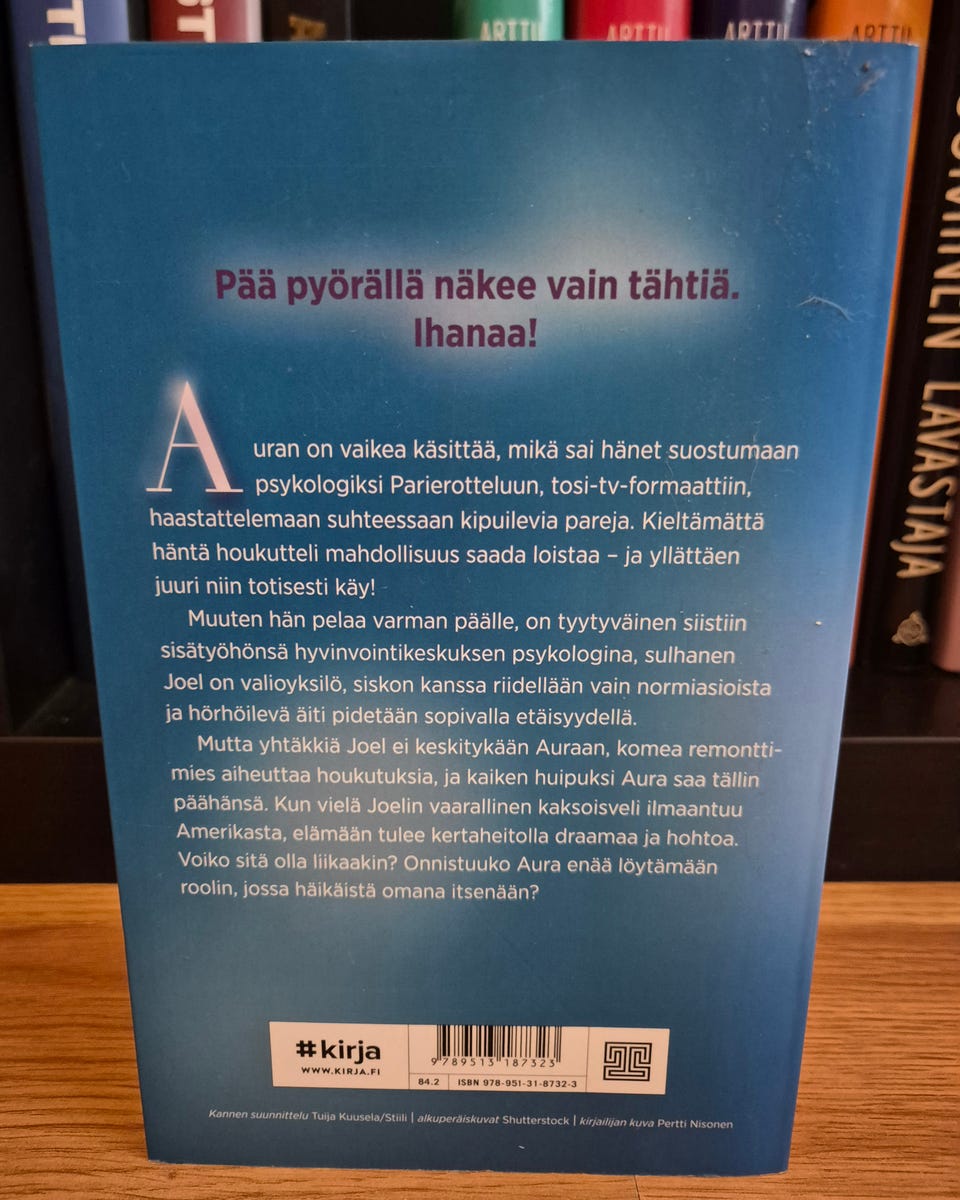 ARTTU
ARTTU
ARTTU
ARTTU
LAVASTAJA
Pää pyörällä näkee vain tähtiä.
Ihanaa!
Auran on vaikea käsittää, mikä sai hänet suostumaan
psykologiksi Parierotteluun, tosi-tv-formaattiin,
haastattelemaan suhteessaan kipuilevia pareja. Kieltämättä
häntä houkutteli mahdollisuus saada loistaa – ja yllättäen
juuri niin totisesti käy!
Muuten hän pelaa varman päälle, on tyytyväinen siistiin
sisätyöhönsä hyvinvointikeskuksen psykologina, sulhanen
Joel on valioyksilö, siskon kanssa riidellään vain normiasioista
ja hörhöilevä äiti pidetään sopivalla etäisyydellä.
Mutta yhtäkkiä Joel ei keskitykään Auraan, komea remontti-
mies aiheuttaa houkutuksia, ja kaiken huipuksi Aura saa tällin
päähänsä. Kun vielä Joelin vaarallinen kaksoisveli ilmaantuu
Amerikasta, elämään tulee kertaheitolla draamaa ja hohtoa.
Voiko sitä olla liikaakin? Onnistuuko Aura enää löytämään
roolin, jossa häikäistä omana itsenään?
#kirja
WWW.KIRJA.FI
9789513187323
84.2
ISBN 978-951-31-8732-3
Kannen suunnittelu Tuija Kuusela/Stiili | alkuperäiskuvat Shutterstock | kirjailijan kuva Pertti Nisonen